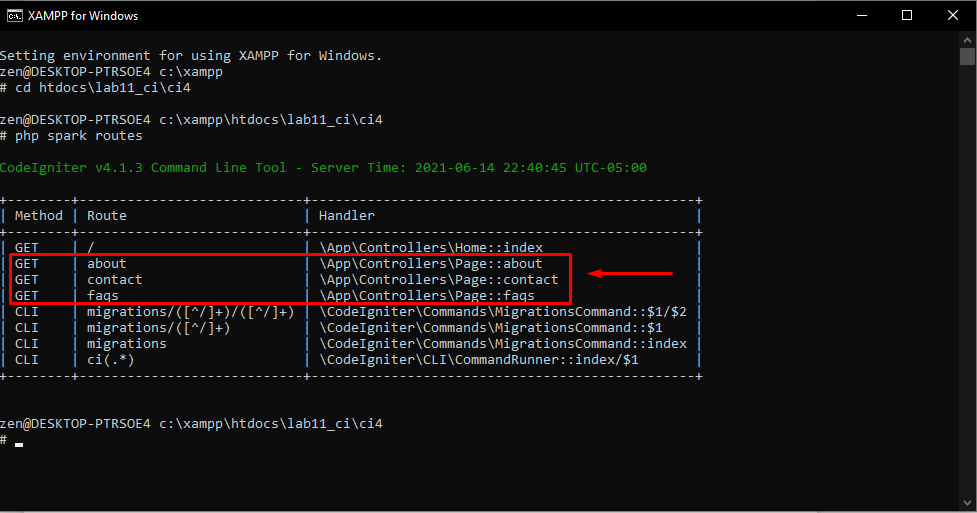 XAMPP for Windows
Setting environment for using XAMPP for Windows.
zen@DESKTOP-PTRSOE4 c:\xampp
# cd htdocs\lab11_ci\ci4
zen@DESKTOP-PTRSOE4 c:\xampp\htdocs\lab11_ci\ci4
# php spark routes
CodeIgniter v4.1.3 Command Line Tool - Server Time: 2021-06-14 22:40:45 UTC-05:00
+--------+----------------------------+------------------------------------------------+
| Method | Route                      | Handler                                        |
+--------+----------------------------+------------------------------------------------+
| GET    | /                          | \App\Controllers\Home::index                   |
| GET    | about                      | \App\Controllers\Page::about                   |
| GET    | contact                    | \App\Controllers\Page::contact                 |
| GET    | faqs                       | \App\Controllers\Page::faqs                    |
| CLI    | migrations/([^/]+)/([^/]+) | \CodeIgniter\Commands\MigrationsCommand::$1/$2 |
| CLI    | migrations/([^/]+)         | \CodeIgniter\Commands\MigrationsCommand::$1    |
| CLI    | migrations                 | \CodeIgniter\Commands\MigrationsCommand::index |
| CLI    | ci(.*)                     | \CodeIgniter\CLI\CommandRunner::index/$1       |
+--------+----------------------------+------------------------------------------------+
zen@DESKTOP-PTRSOE4 c:\xampp\htdocs\lab11_ci\ci4
#